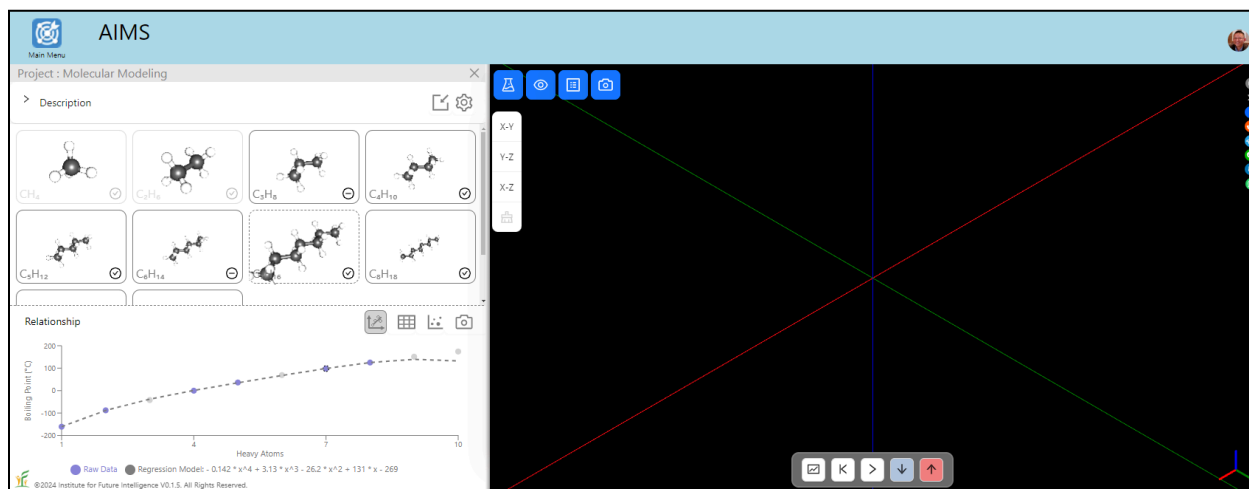 AIMS
Main Menu
Project : Molecular Modeling
Description
X-Y
Y-Z
X-Z
CH₄
C₃H₈
C₄H₁₀
C₅H₁₂
C₆H₁₄
C₈H₁₈
Relationship
200
100
0
-100
-200
Boiling Point (°C)
1
4
7
10
Heavy Atoms
Raw Data
Regression Model: - 0.142 * x^4 + 3.13 * x^3 - 26.2 * x^2 + 131 * x - 269
©2024 Institute for Future Intelligence V0.1.5. All Rights Reserved.